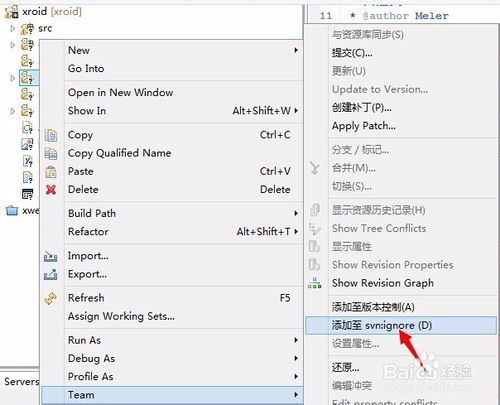 xroid [xroid]
src
xwe
Servers
New
Go Into
Open in New Window
Show In Alt+Shift+W
Copy Ctrl+C
Copy Qualified Name
Paste Ctrl+V
Delete Delete
Build Path
Refactor Alt+Shift+T
Import...
Export...
Refresh F5
Assign Working Sets...
Run As
Debug As
Profile As
Team
11 * @author Meler
与资源库同步(S)
提交(C)...
更新(U)
Update to Version...
创建补丁(P)...
Apply Patch...
分支 / 标记...
合并(M)...
切换(S)...
显示资源历史记录(H)
Show Tree Conflicts
显示属性
Show Revision Properties
Show Revision Graph
添加至版本控制(A)
添加至 svn:ignore (D)
设置属性...
还原...
编辑冲突
Edit property conflicts
Baidu 经验
jingyan.baidu.com